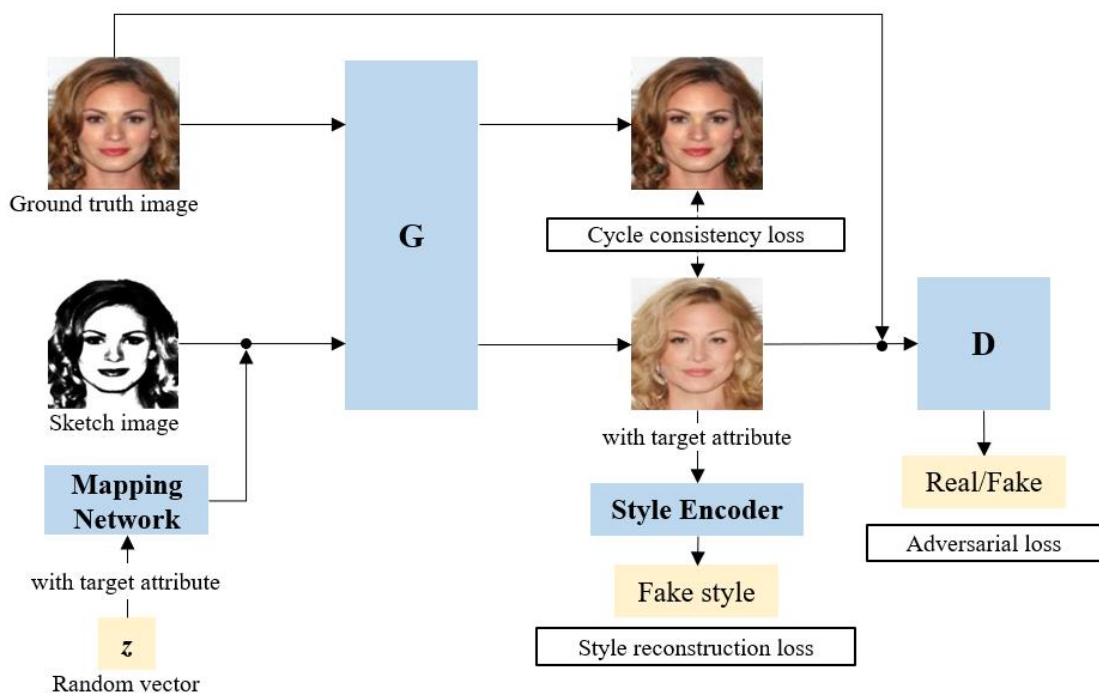 Ground truth image
G
Cycle consistency loss
Sketch image
with target attribute
D
Mapping
Network
Style Encoder
Real/Fake
Adversarial loss
with target attribute
Fake style
z
Style reconstruction loss
Random vector